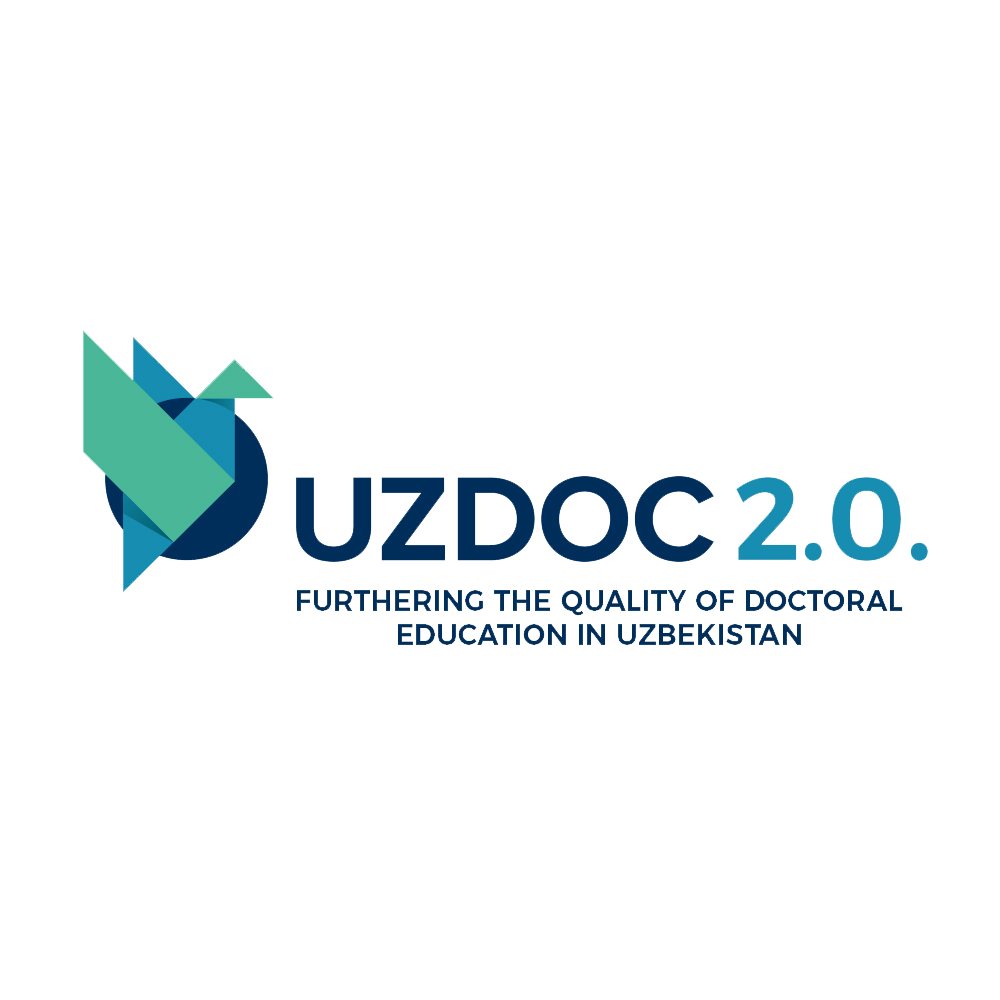 UZDOC 2.0.
FURTHERING THE QUALITY OF DOCTORAL
EDUCATION IN UZBEKISTAN